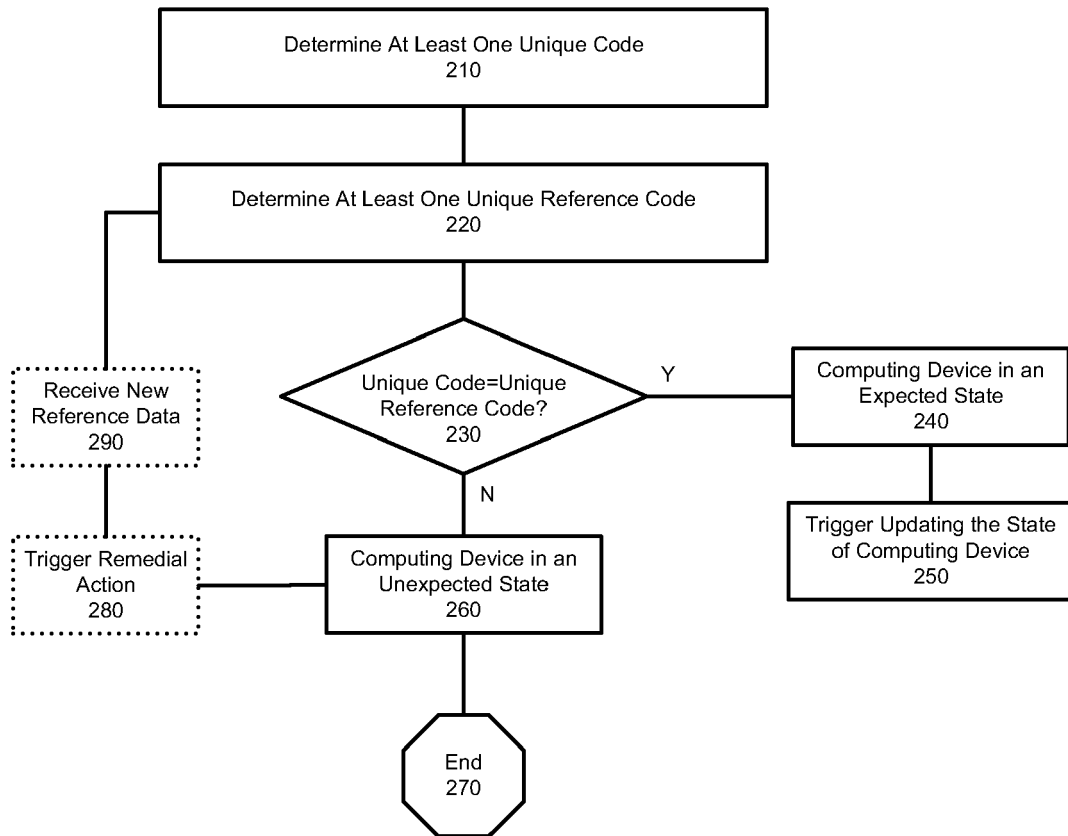 Determine At Least One Unique Code
210
Determine At Least One Unique Reference Code
220
Unique Code=Unique
Reference Code?
230
Y
Computing Device in an
Expected State
240
Receive New
Reference Data
290
N
Trigger Updating the State
of Computing Device
250
Trigger Remedial
Action
280
Computing Device in an
Unexpected State
260
End
270